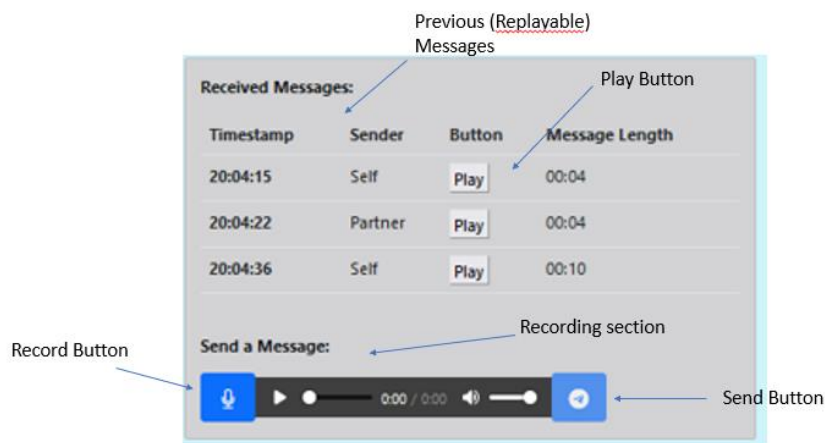 Previous (Replayable)
Messages
Received Messages:
Play Button
Timestamp Sender Button Message Length
20:04:15 Self Play 00:04
20:04:22 Partner Play 00:04
20:04:36 Self Play 00:10
Recording section
Send a Message:
Record Button
0:00 / 0:00
Send Button